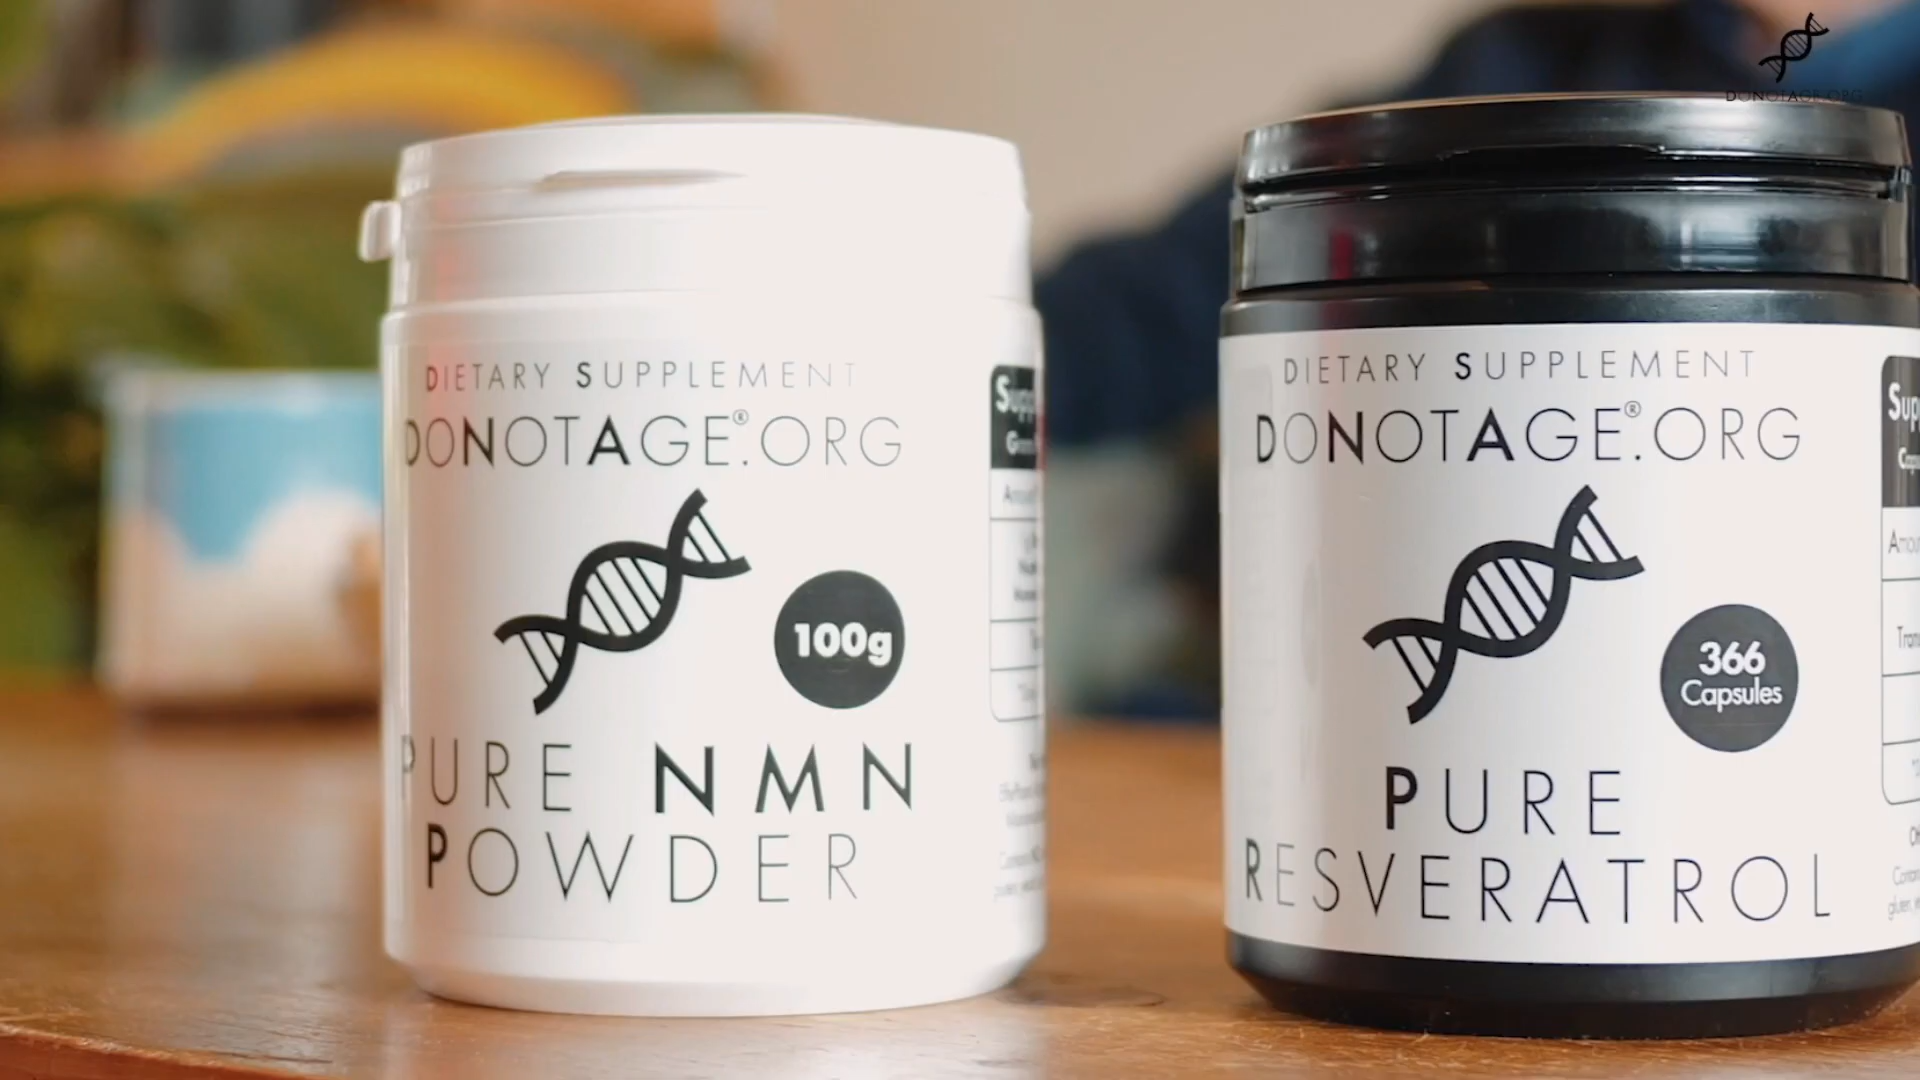 DONOTAGE.ORG
DIETARY SUPPLEMENT
DONOTAGE®.ORG
100g
PURE NMN
POWDER
DIETARY SUPPLEMENT
DONOTAGE®.ORG
366
Capsules
PURE
RESVERATROL